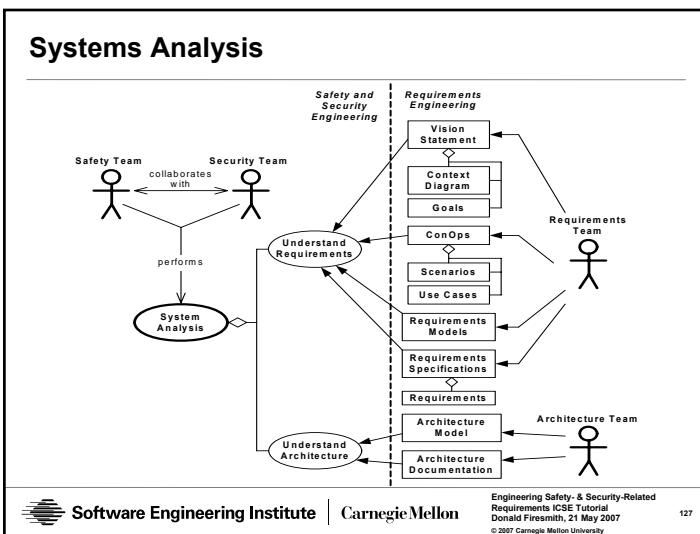 Systems Analysis
Safety and
Security
Engineering
Requirements
Engineering
Safety Team
Security Team
collaborates
with
performs
System
Analysis
Understand
Requirements
Understand
Architecture
Vision
Statement
Context
Diagram
Goals
ConOps
Scenarios
Use Cases
Requirements
Models
Requirements
Specifications
Requirements
Architecture
Model
Architecture
Documentation
Requirements
Team
Architecture Team
Software Engineering Institute
Carnegie Mellon
Engineering Safety- & Security-Related
Requirements ICSE Tutorial
Donald Firesmith, 21 May 2007
© 2007 Carnegie Mellon University
127